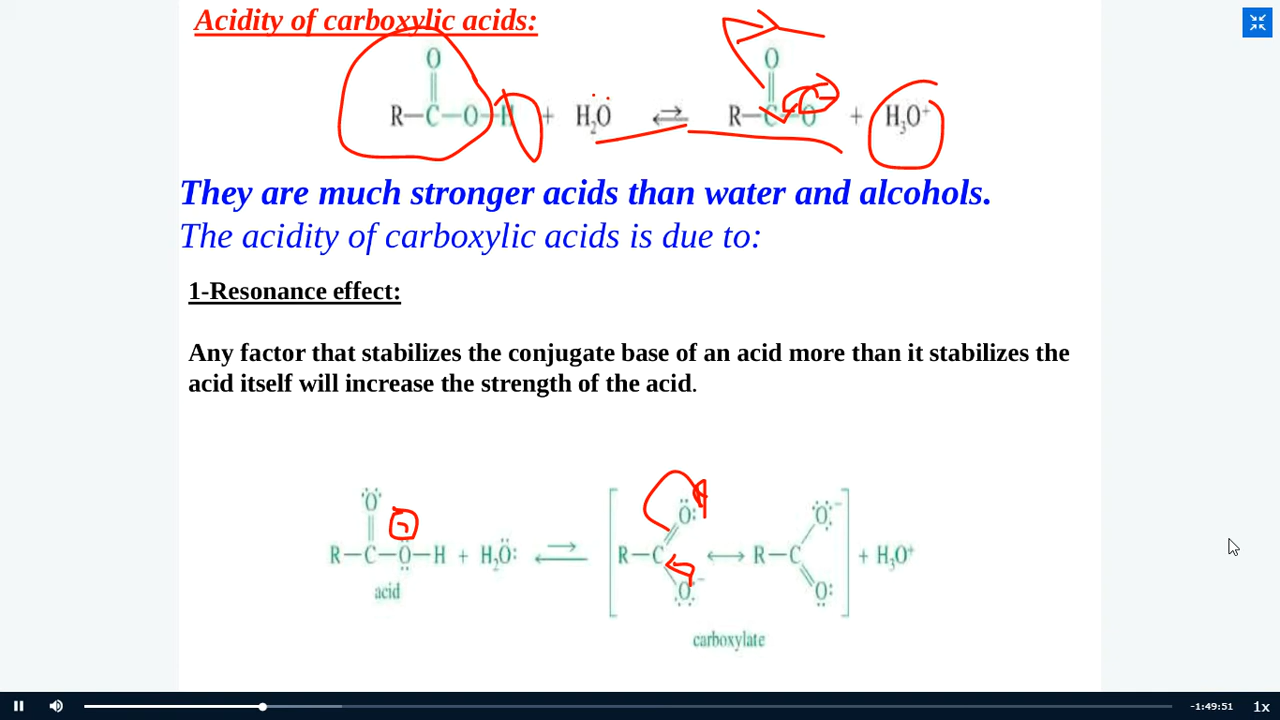 Acidity of carboxylic acids:
O
R—C—O—H + H₂O ⇌ R—C—O + H₃O⁺
O
They are much stronger acids than water and alcohols.
The acidity of carboxylic acids is due to:
1-Resonance effect:
Any factor that stabilizes the conjugate base of an acid more than it stabilizes the
acid itself will increase the strength of the acid.
O O: O:⁻
R—C—O—H + H₂O: ⇌ [R—C ⟷ R—C] + H₃O⁺
acid :O:⁻ O:
carboxylate
-1:49:51 1x